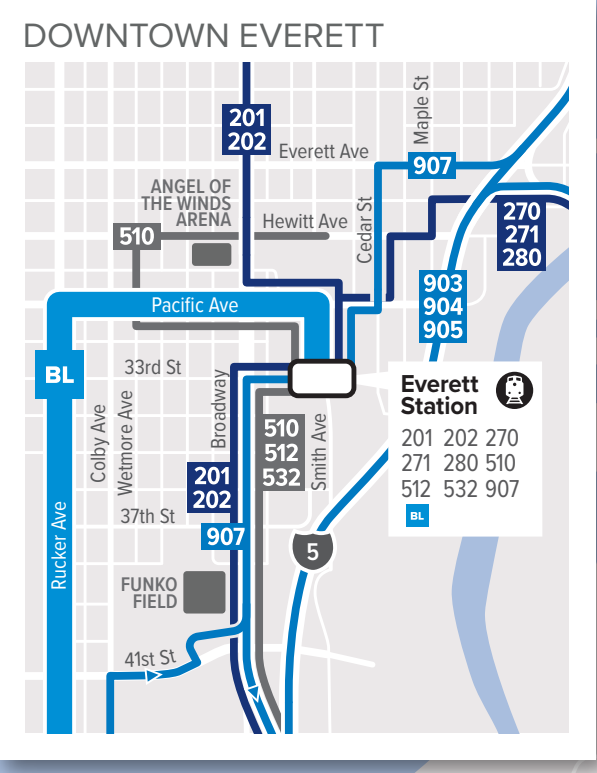 DOWNTOWN EVERETT
201
202
Maple St
Everett Ave
907
ANGEL OF
THE WINDS
ARENA
Hewitt Ave
Cedar St
510
270
271
280
903
904
905
Pacific Ave
BL
33rd St
Colby Ave
Wetmore Ave
Broadway
Smith Ave
510
512
532
Everett
Station
201 202 270
271 280 510
512 532 907
BL
201
202
37th St
907
5
Rucker Ave
FUNKO
FIELD
41st St